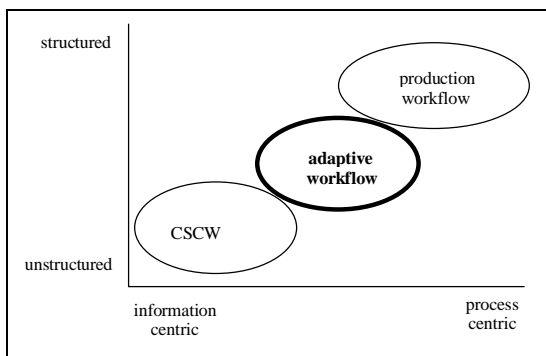 structured
production
workflow
adaptive
workflow
CSCW
unstructured
information
centric
process
centric